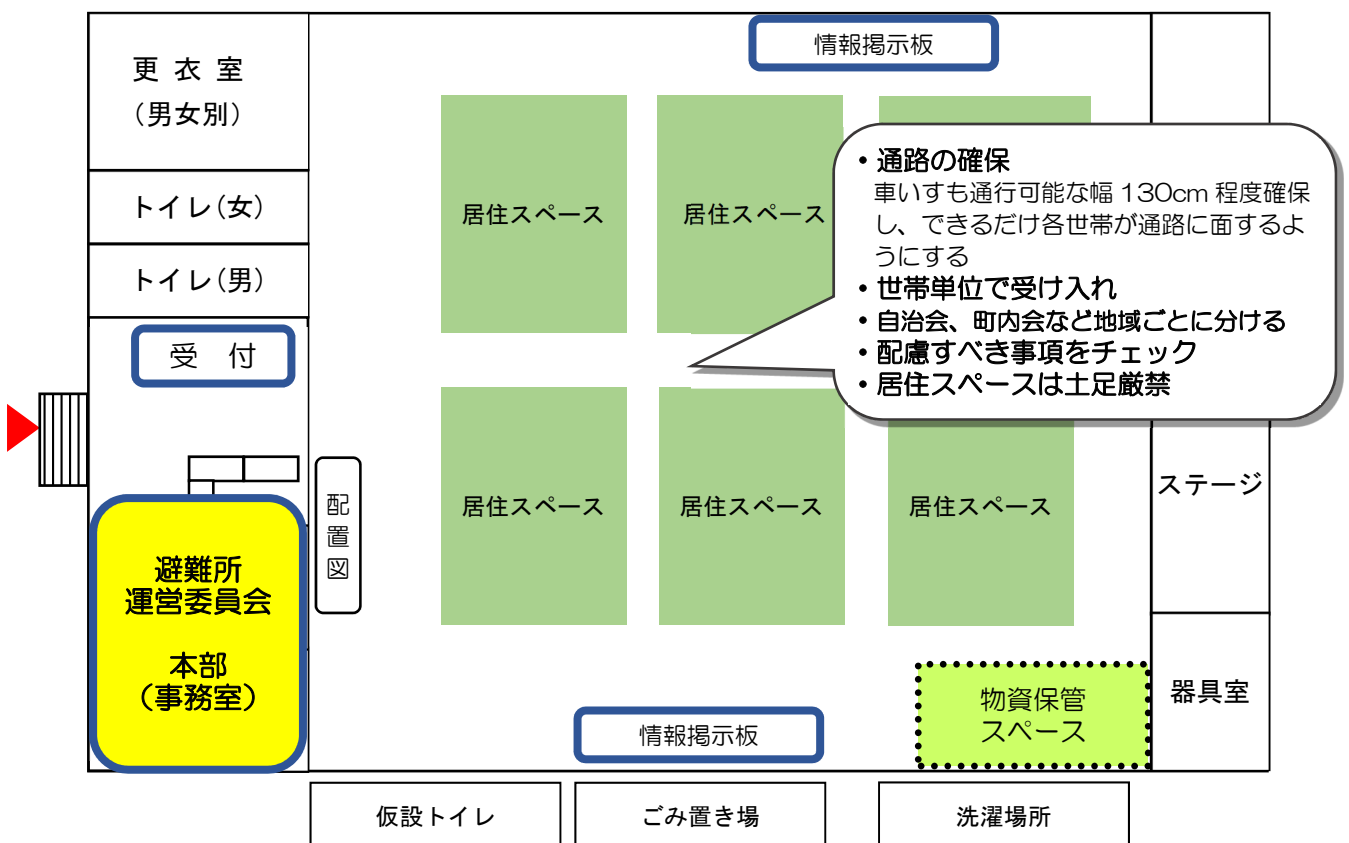 情報掲示板
更 衣 室
（男女別）
トイレ（女）
トイレ（男）
受 付
居住スペース
居住スペース
・通路の確保
車いすも通行可能な幅 130cm 程度確保
し、できるだけ各世帯が通路に面するよ
うにする
・世帯単位で受け入れ
・自治会、町内会など地域ごとに分ける
・配慮すべき事項をチェック
・居住スペースは土足厳禁
配
置
図
居住スペース
居住スペース
居住スペース
ステージ
避難所
運営委員会
本部
（事務室）
情報掲示板
物資保管
スペース
器具室
仮設トイレ
ごみ置き場
洗濯場所